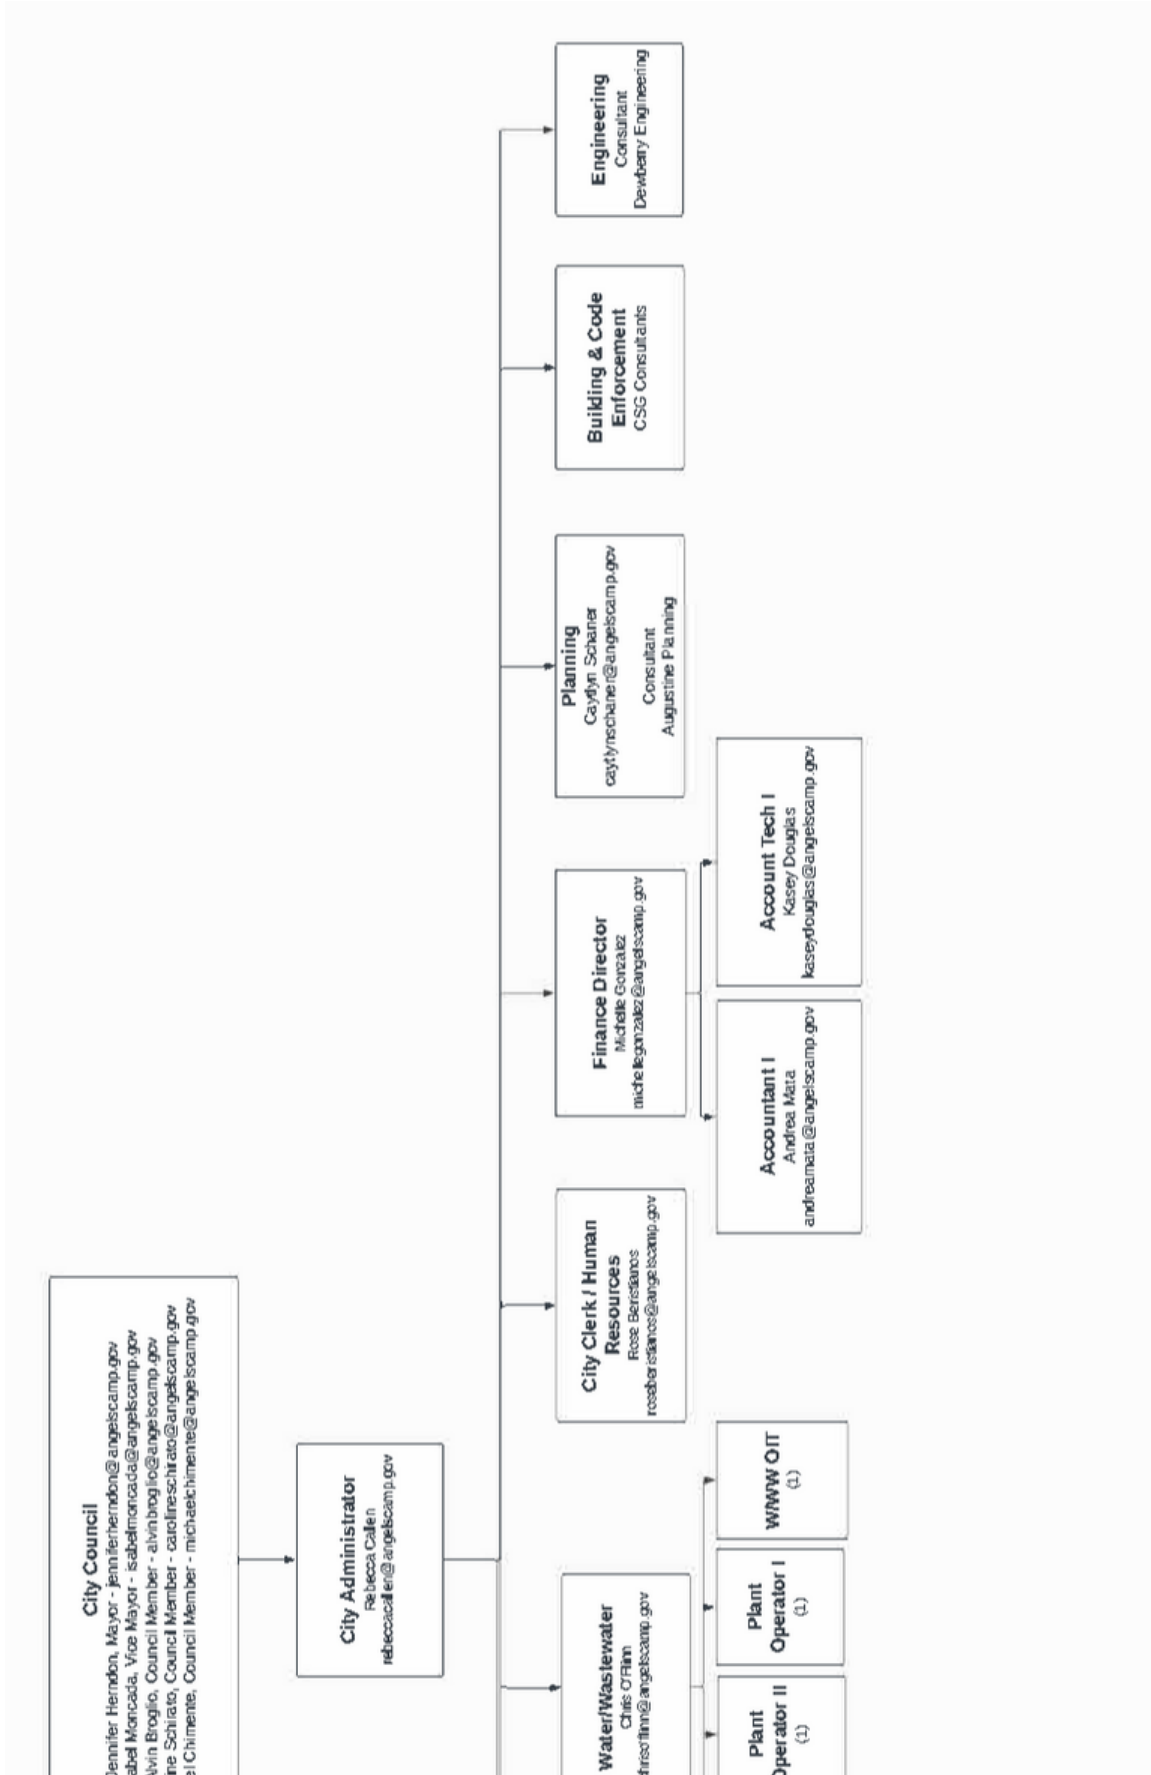 City Council
Jennifer Herndon, Mayor - jenniferherndon@angelscamp.gov
abel Moncada, Vice Mayor - isabelmoncada@angelscamp.gov
Alvin Broglio, Council Member - alvinbroglio@angelscamp.gov
ine Schirato, Council Member - carolineschirato@angelscamp.gov
el Chimente, Council Member - michaelchimente@angelscamp.gov
City Administrator
Rebecca Callen
rebeccacallen@angelscamp.gov
Water/Wastewater
Chris O'Flinn
hrisoflinn@angelscamp.gov
Plant
Operator II
(1)
Plant
Operator I
(1)
W/WW OIT
(1)
City Clerk / Human
Resources
Rose Beristianos
roseberistianos@angelscamp.gov
Finance Director
Michelle Gonzalez
michellegonzalez@angelscamp.gov
Accountant I
Andrea Mata
andreamata@angelscamp.gov
Account Tech I
Kasey Douglas
kaseydouglas@angelscamp.gov
Planning
Caytlyn Schaner
caytlynschaner@angelscamp.gov
Consultant
Augustine Planning
Building & Code
Enforcement
CSG Consultants
Engineering
Consultant
Dewberry Engineering